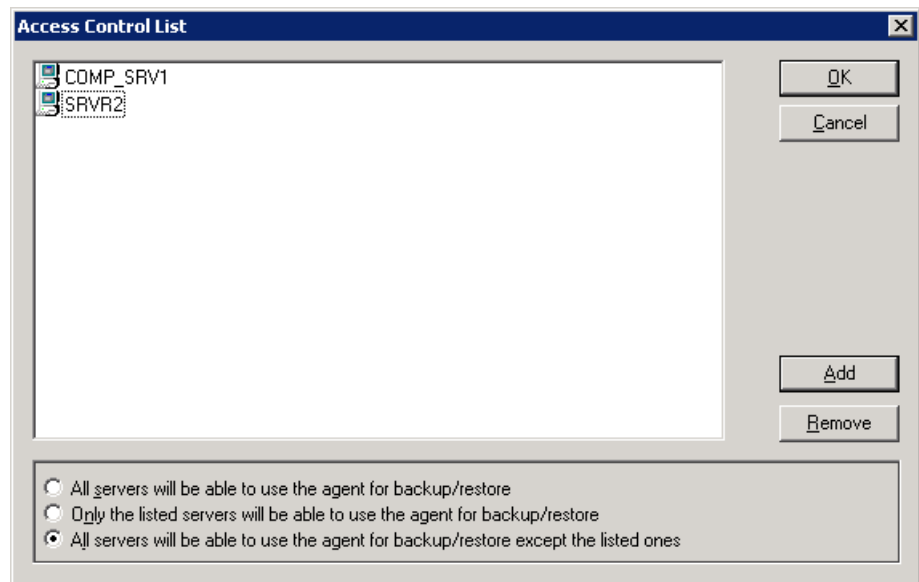 Access Control List
COMP_SRV1
SRVR2
OK
Cancel
Add
Remove
All servers will be able to use the agent for backup/restore
Only the listed servers will be able to use the agent for backup/restore
All servers will be able to use the agent for backup/restore except the listed ones